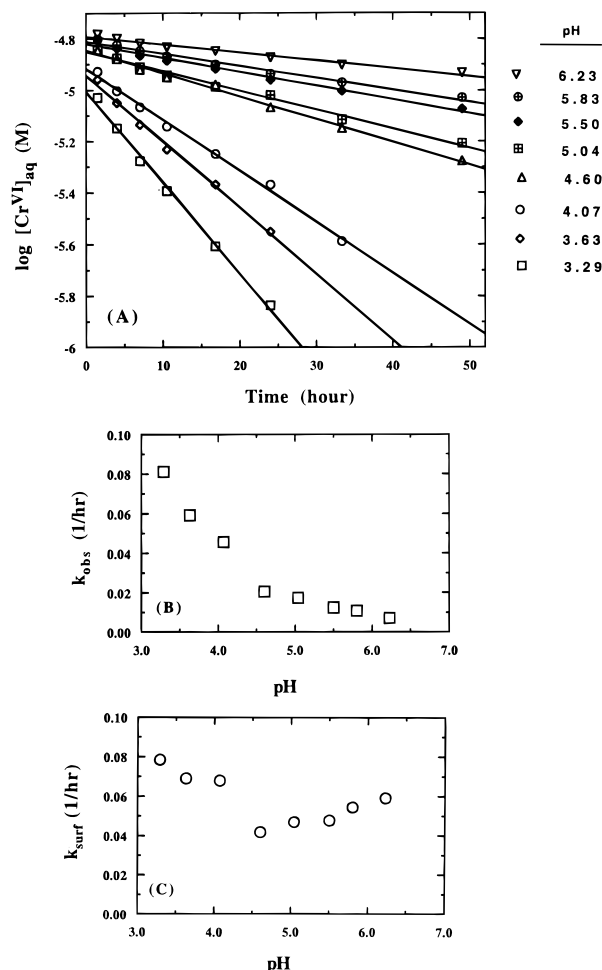 pH
6.23
5.83
5.50
5.04
4.60
4.07
3.63
3.29
log [CrVI]aq (M)
-4.8
-5
-5.2
-5.4
-5.6
-5.8
-6
(A)
0 10 20 30 40 50
Time (hour)
kobs (1/hr)
0.10
0.08
0.06
0.04
0.02
0.00
(B)
3.0 4.0 5.0 6.0 7.0
pH
ksurf (1/hr)
0.10
0.08
0.06
0.04
0.02
0.00
(C)
3.0 4.0 5.0 6.0 7.0
pH